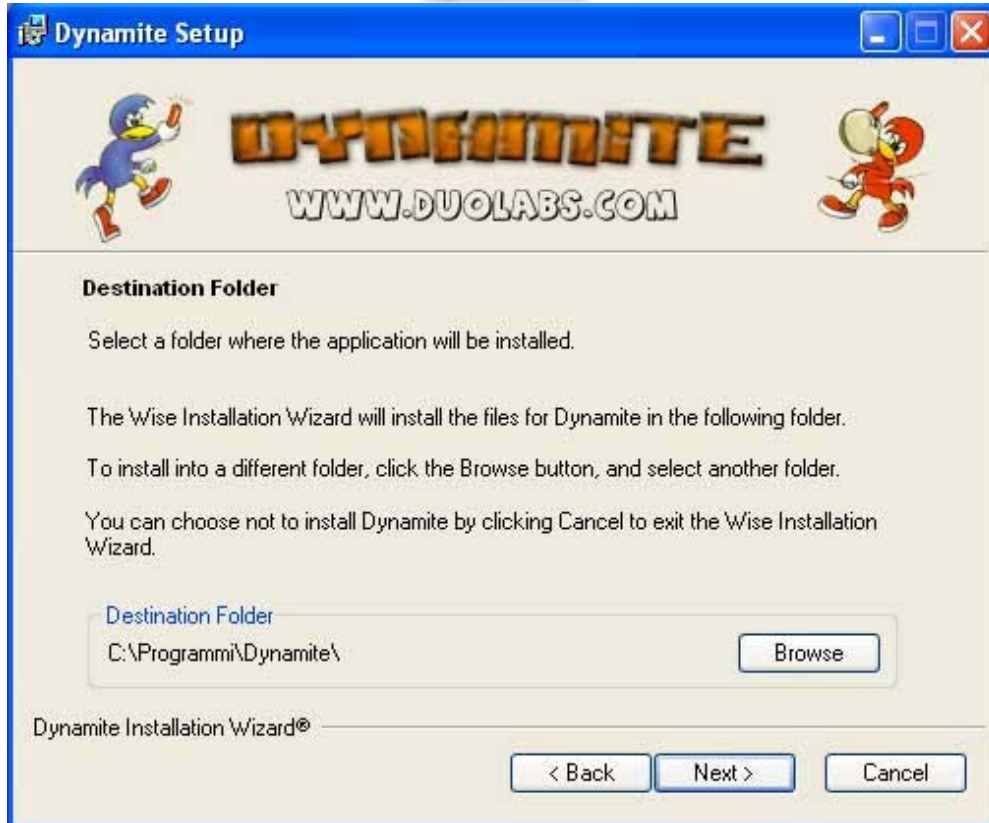 Dynamite Setup
DYNAMITE
WWW.DUOLABS.COM
Destination Folder
Select a folder where the application will be installed.
The Wise Installation Wizard will install the files for Dynamite in the following folder.
To install into a different folder, click the Browse button, and select another folder.
You can choose not to install Dynamite by clicking Cancel to exit the Wise Installation
Wizard.
Destination Folder
C:\Programmi\Dynamite\
Browse
Dynamite Installation Wizard®
< Back
Next >
Cancel